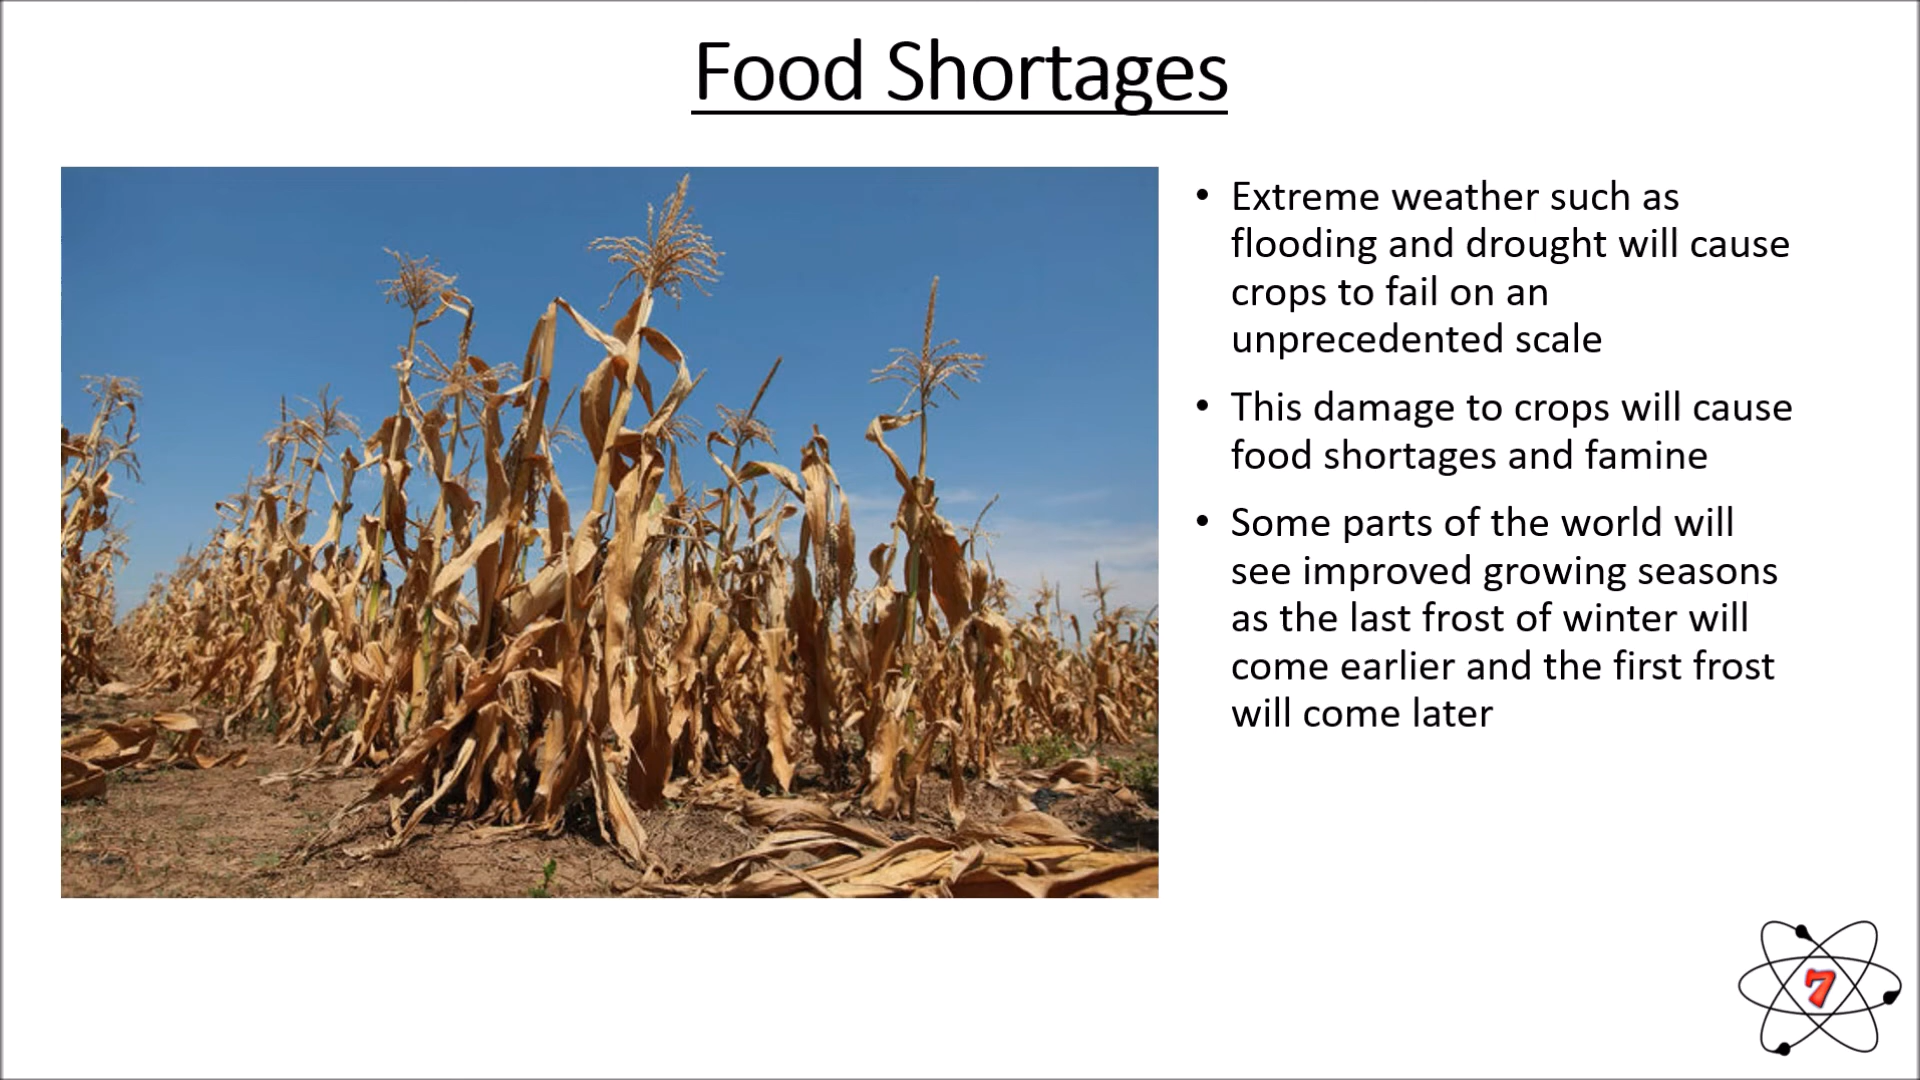 Food Shortages
• Extreme weather such as
flooding and drought will cause
crops to fail on an
unprecedented scale
• This damage to crops will cause
food shortages and famine
• Some parts of the world will
see improved growing seasons
as the last frost of winter will
come earlier and the first frost
will come later
7